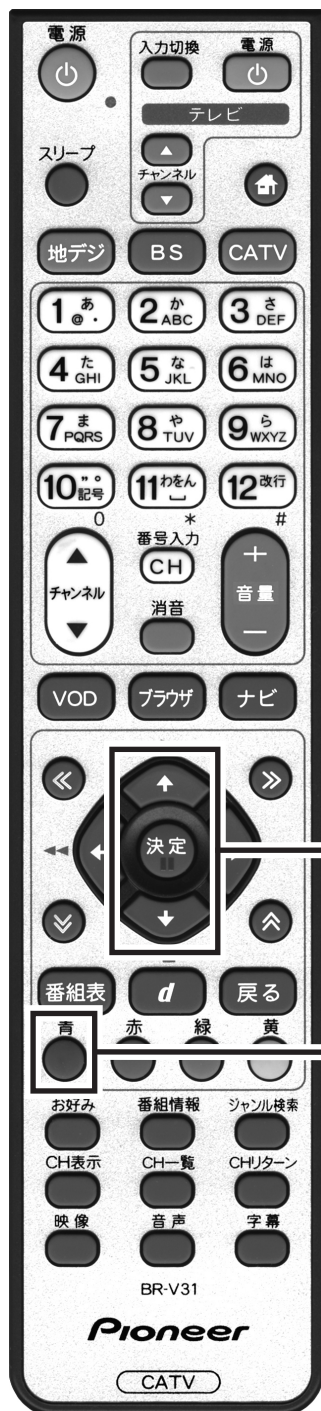 電源
入力切換 電源
テレビ
スリープ
チャンネル
地デジ BS CATV
1 あ @. 2 か ABC 3 さ DEF
4 た GHI 5 な JKL 6 は MNO
7 ま PQRS 8 や TUV 9 ら WXYZ
10 ゛゜ 記号 11 わをん 12 改行
0 * #
番号入力
チャンネル CH + 音量 −
消音
VOD ブラウザ ナビ
決定
番組表 d 戻る
青 赤 緑 黄
お好み 番組情報 ジャンル検索
CH表示 CH一覧 CHリターン
映像 音声 字幕
BR-V31
Pioneer
CATV